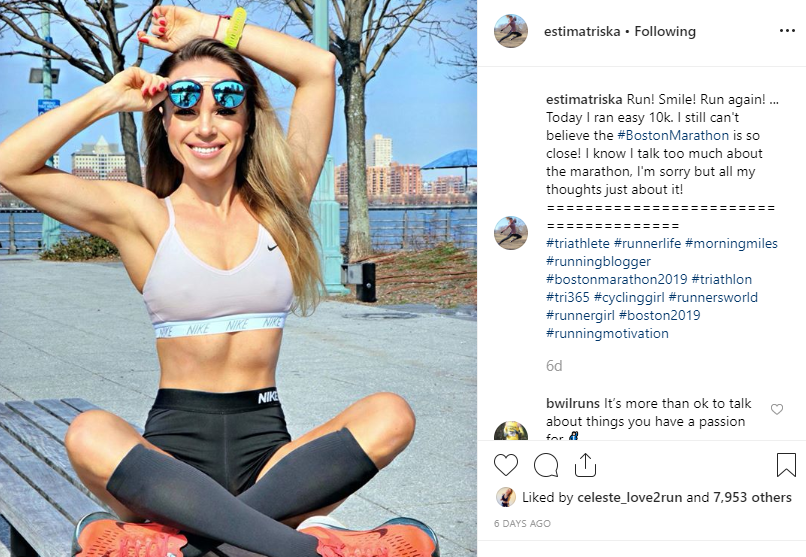 estimatriska • Following
estimatriska Run! Smile! Run again! ...
Today I ran easy 10k. I still can't
believe the #BostonMarathon is so
close! I know I talk too much about
the marathon, I'm sorry but all my
thoughts just about it!
========================
==============
#triathlete #runnerlife #morningmiles
#runningblogger
#bostonmarathon2019 #triathlon
#tri365 #cyclinggirl #runnersworld
#runnergirl #boston2019
#runningmotivation
6d
bwilruns It's more than ok to talk
about things you have a passion
for
Liked by celeste_love2run and 7,953 others
6 DAYS AGO
NIKE NIKE NIKE NIKE
NIKE